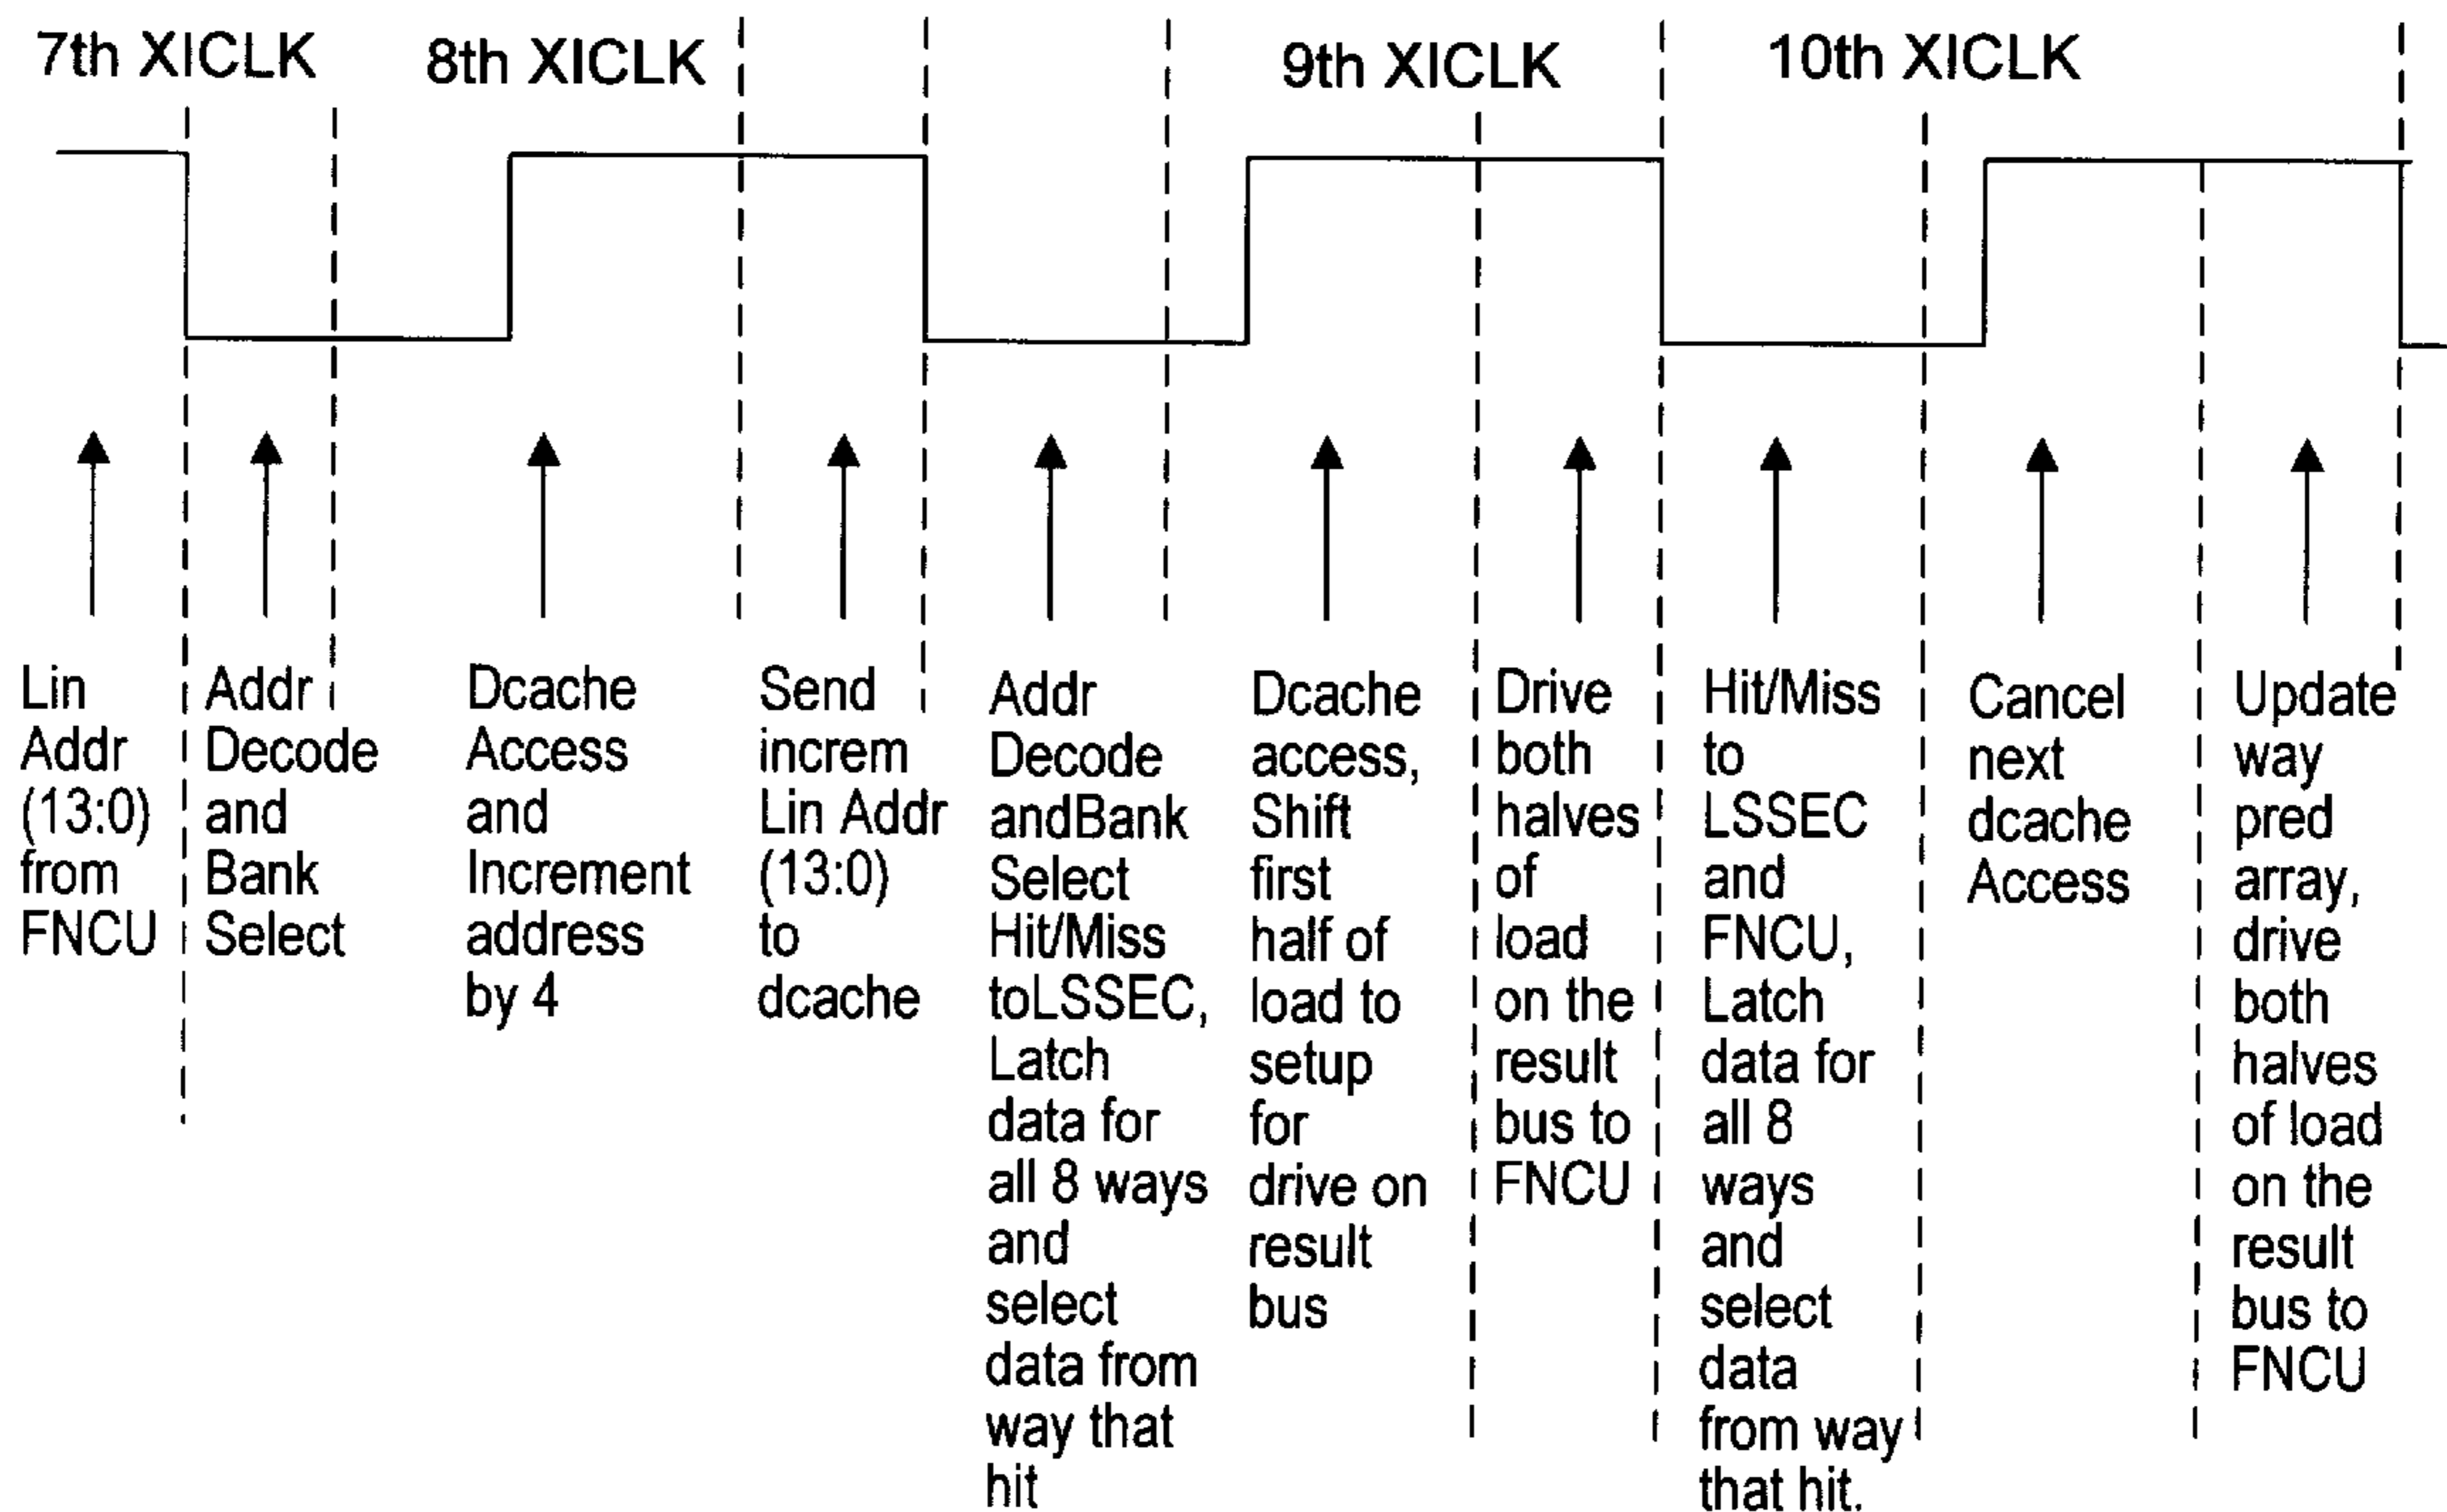 7th XICLK
8th XICLK
9th XICLK
10th XICLK
Lin
Addr
(13:0)
from
FNCU
Addr
Decode
and
Bank
Select
Dcache
Access
and
Increment
address
by 4
Send
increm
Lin Addr
(13:0)
to
dcache
Addr
Decode
andBank
Select
Hit/Miss
toLSSEC,
Latch
data for
all 8 ways
and
select
data from
way that
hit
Dcache
access,
Shift
first
half of
load to
setup
for
drive on
result
bus
Drive
both
halves
of
load
on the
result
bus to
FNCU
Hit/Miss
to
LSSEC
and
FNCU,
Latch
data for
all 8
ways
and
select
data
from way
that hit.
Cancel
next
dcache
Access
Update
way
pred
array,
drive
both
halves
of load
on the
result
bus to
FNCU